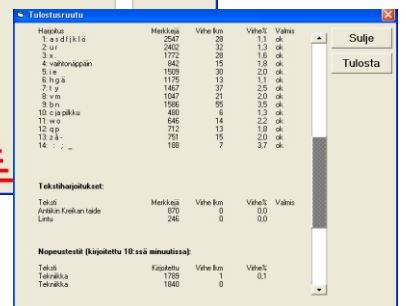 Tulostusruutu
Harjoitus Merkkejä Virhe lkm Virhe% Valmis
1: a s d f j k l ö 2547 28 1,1 ok
2: u r 2402 32 1,3 ok
3: x . 1772 28 1,6 ok
4: vaihtonäppäin 842 15 1,8 ok
5: i e 1509 30 2,0 ok
6: h g ä 1175 13 1,1 ok
7: t y 1467 37 2,5 ok
8: v m 1047 21 2,0 ok
9: b n 1586 55 3,5 ok
10: c ja pilkku 480 6 1,3 ok
11: w o 646 14 2,2 ok
12: q p 712 13 1,8 ok
13: z å - 751 15 2,0 ok
14: : ; _ 188 7 3,7 ok
Tekstiharjoitukset:
Teksti Merkkejä Virhe lkm Virhe% Valmis
Antiikin Kreikan taide 870 0 0,0
Lintu 246 0 0,0
Nopeustestit (kirjoitettu 10:ssä minuutissa):
Teksti Kirjoitettu Virhe lkm Virhe%
Tekniikka 1789 1 0,1
Tekniikka 1840 0
Sulje
Tulosta